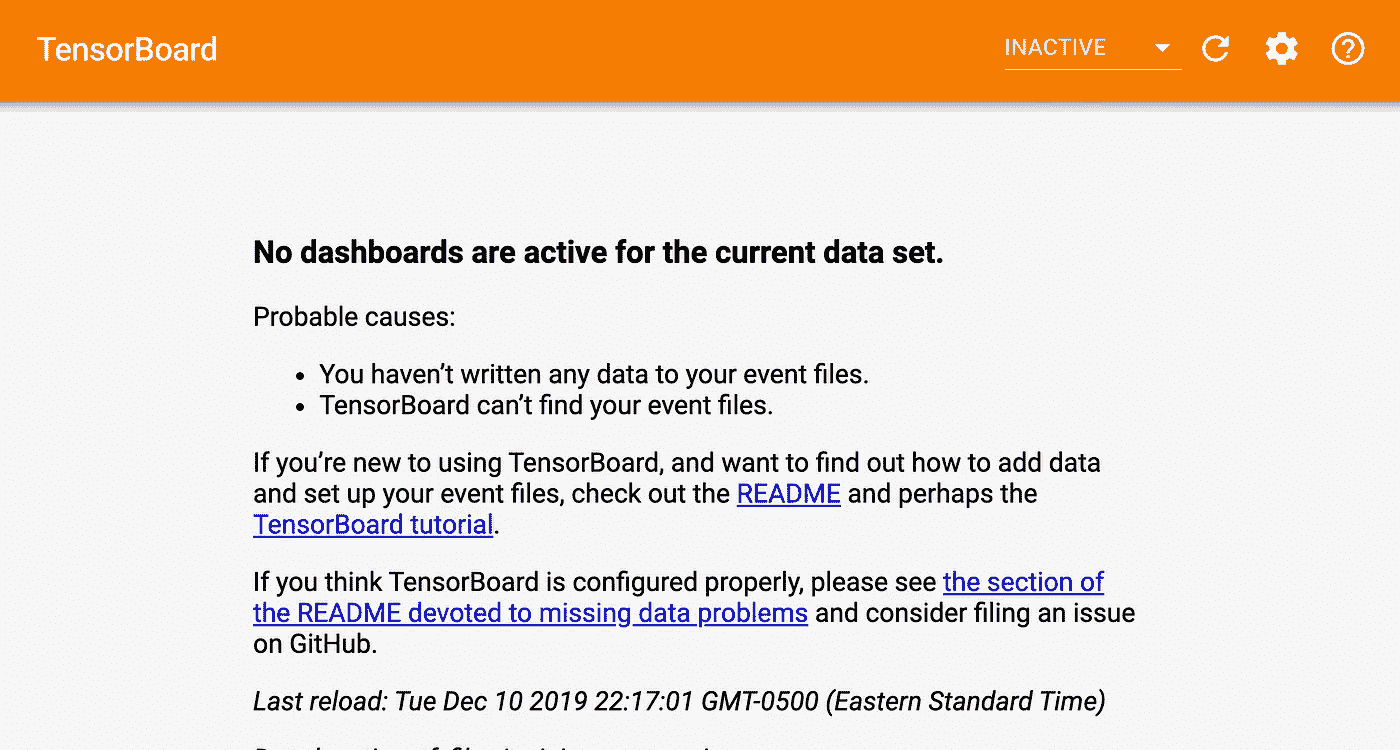 TensorBoard
INACTIVE
No dashboards are active for the current data set.
Probable causes:
• You haven’t written any data to your event files.
• TensorBoard can’t find your event files.
If you’re new to using TensorBoard, and want to find out how to add data
and set up your event files, check out the README and perhaps the
TensorBoard tutorial.
If you think TensorBoard is configured properly, please see the section of
the README devoted to missing data problems and consider filing an issue
on GitHub.
Last reload: Tue Dec 10 2019 22:17:01 GMT-0500 (Eastern Standard Time)